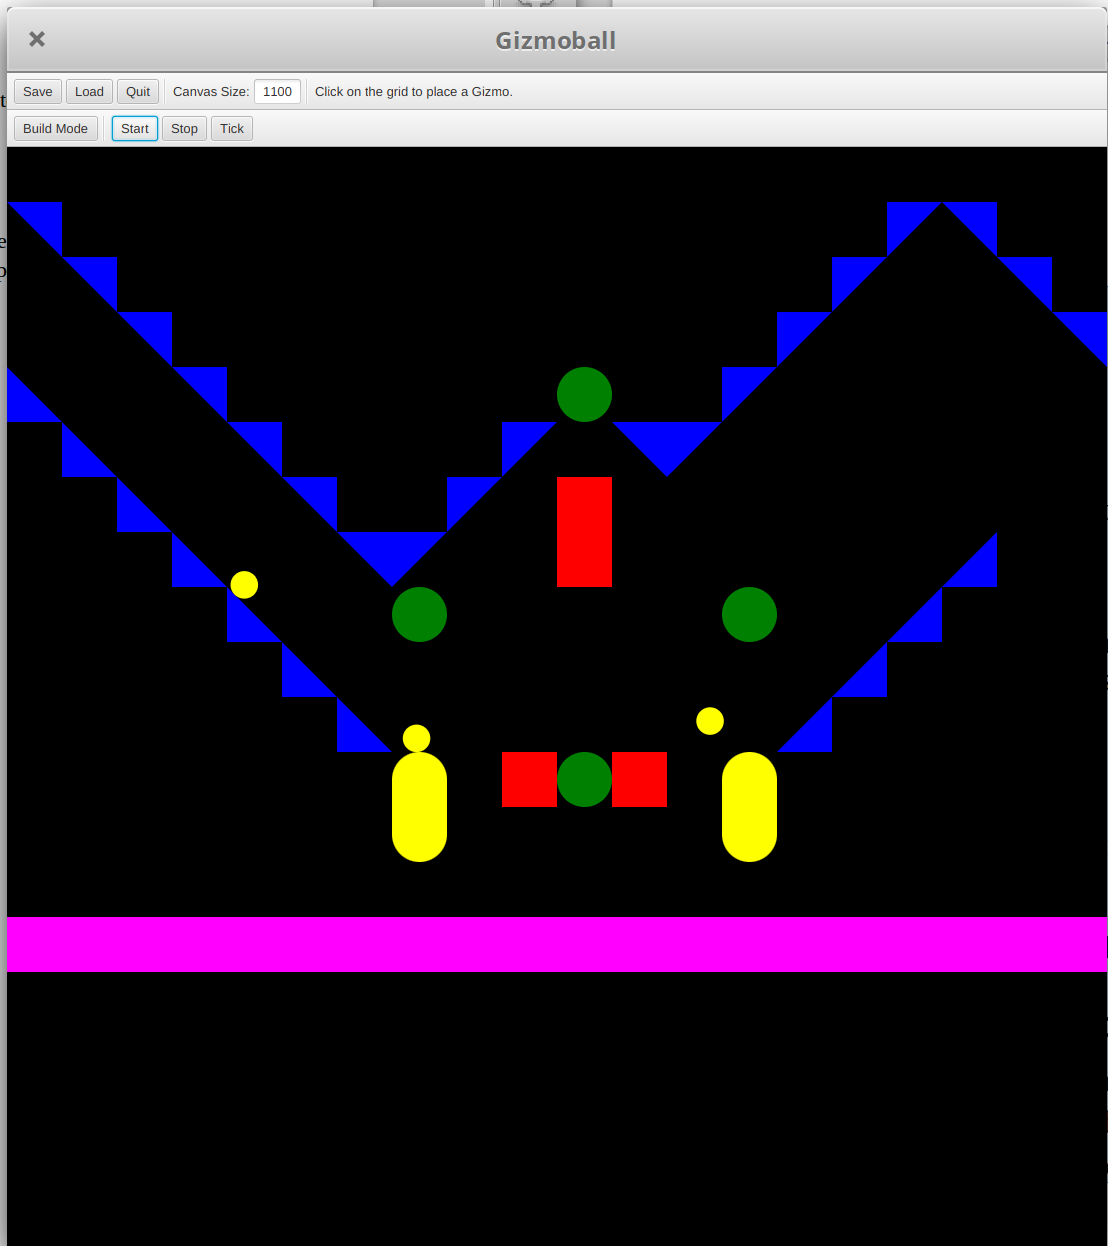 Gizmoball
Save Load Quit Canvas Size: 1100 Click on the grid to place a Gizmo.
Build Mode Start Stop Tick